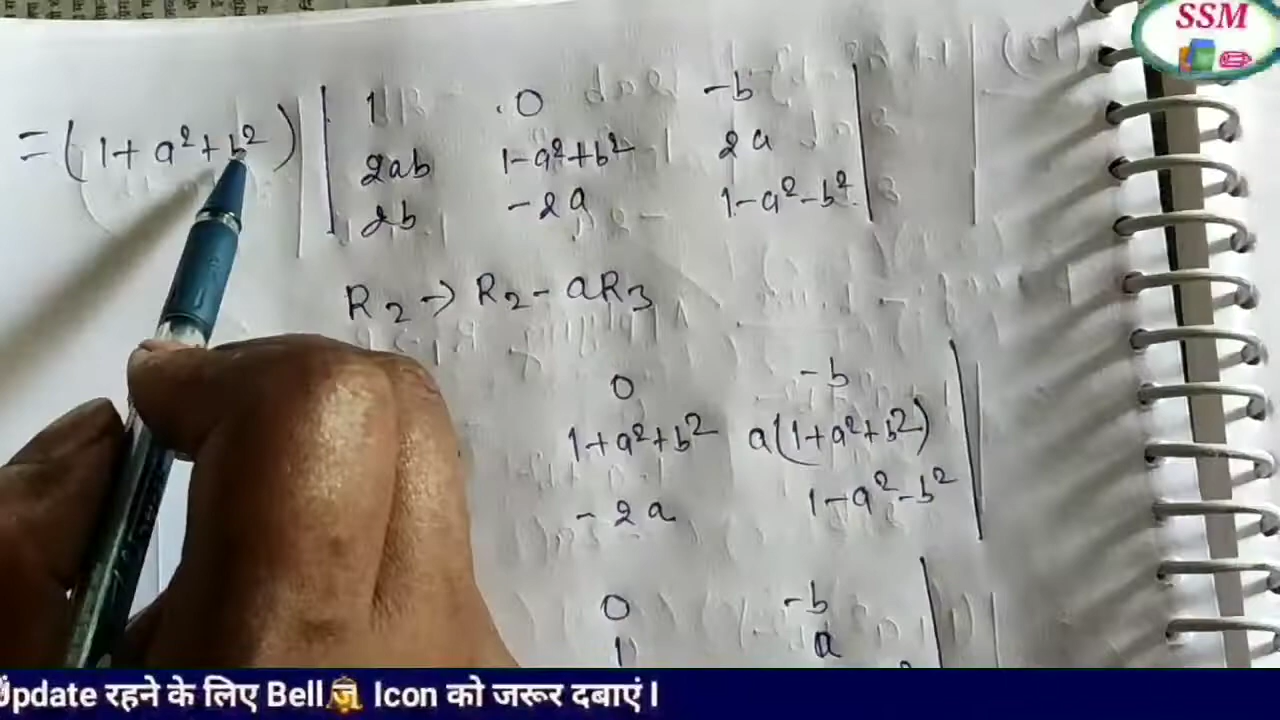 SSM
1 0 -b
= (1+a²+b²) 2ab 1-a²+b² 2a
2b -2a 1-a²-b²
R₂ → R₂ - aR₃
0 -b
1+a²+b² a(1+a²+b²)
-2a 1-a²-b²
0 -b
1 a
Update रहने के लिए Bell Icon को जरूर दबाएं l